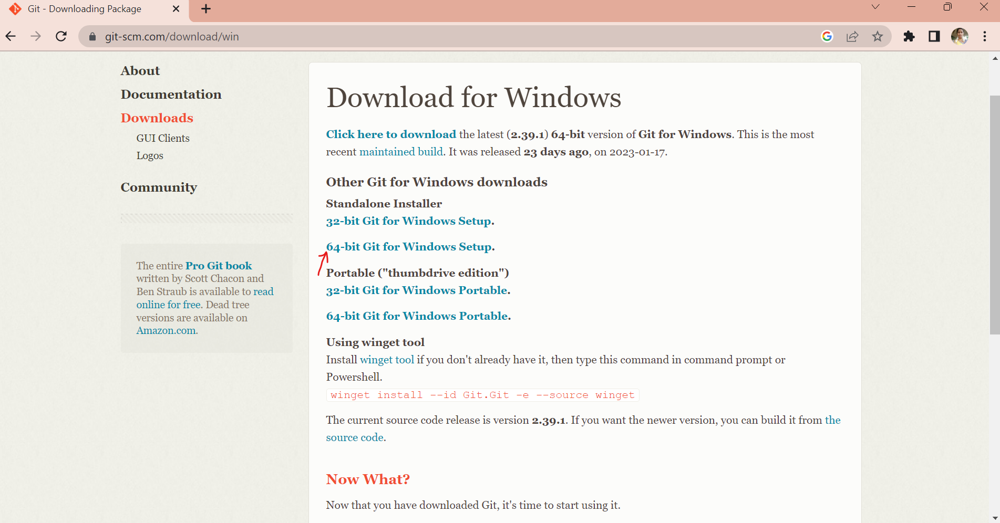 Git - Downloading Package
git-scm.com/download/win
About
Documentation
Downloads
GUI Clients
Logos
Community
The entire Pro Git book
written by Scott Chacon and
Ben Straub is available to read
online for free. Dead tree
versions are available on
Amazon.com.
Download for Windows
Click here to download the latest (2.39.1) 64-bit version of Git for Windows. This is the most
recent maintained build. It was released 23 days ago, on 2023-01-17.
Other Git for Windows downloads
Standalone Installer
32-bit Git for Windows Setup.
64-bit Git for Windows Setup.
Portable ("thumbdrive edition")
32-bit Git for Windows Portable.
64-bit Git for Windows Portable.
Using winget tool
Install winget tool if you don't already have it, then type this command in command prompt or
Powershell.
winget install --id Git.Git -e --source winget
The current source code release is version 2.39.1. If you want the newer version, you can build it from the
source code.
Now What?
Now that you have downloaded Git, it's time to start using it.